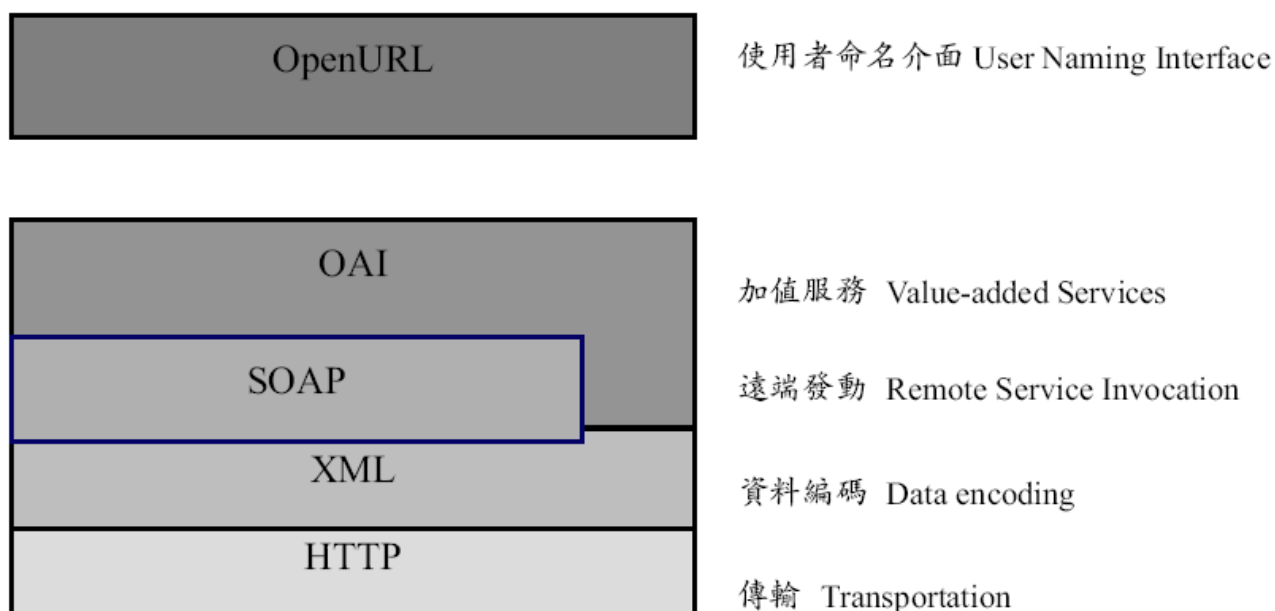 OpenURL
使用者命名介面 User Naming Interface
OAI
加值服務 Value-added Services
SOAP
遠端發動 Remote Service Invocation
XML
資料編碼 Data encoding
HTTP
傳輸 Transportation